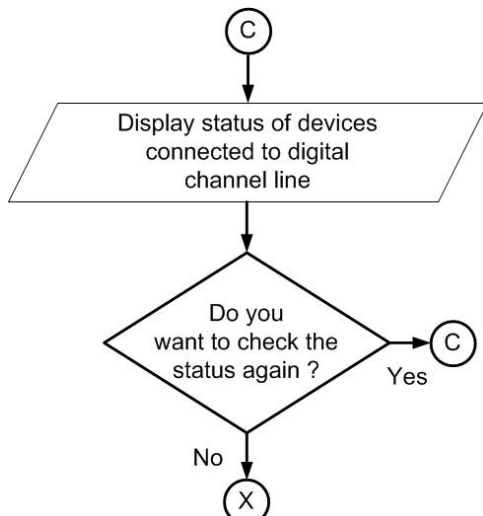 C
Display status of devices
connected to digital
channel line
Do you
want to check the
status again ?
C
Yes
No
X